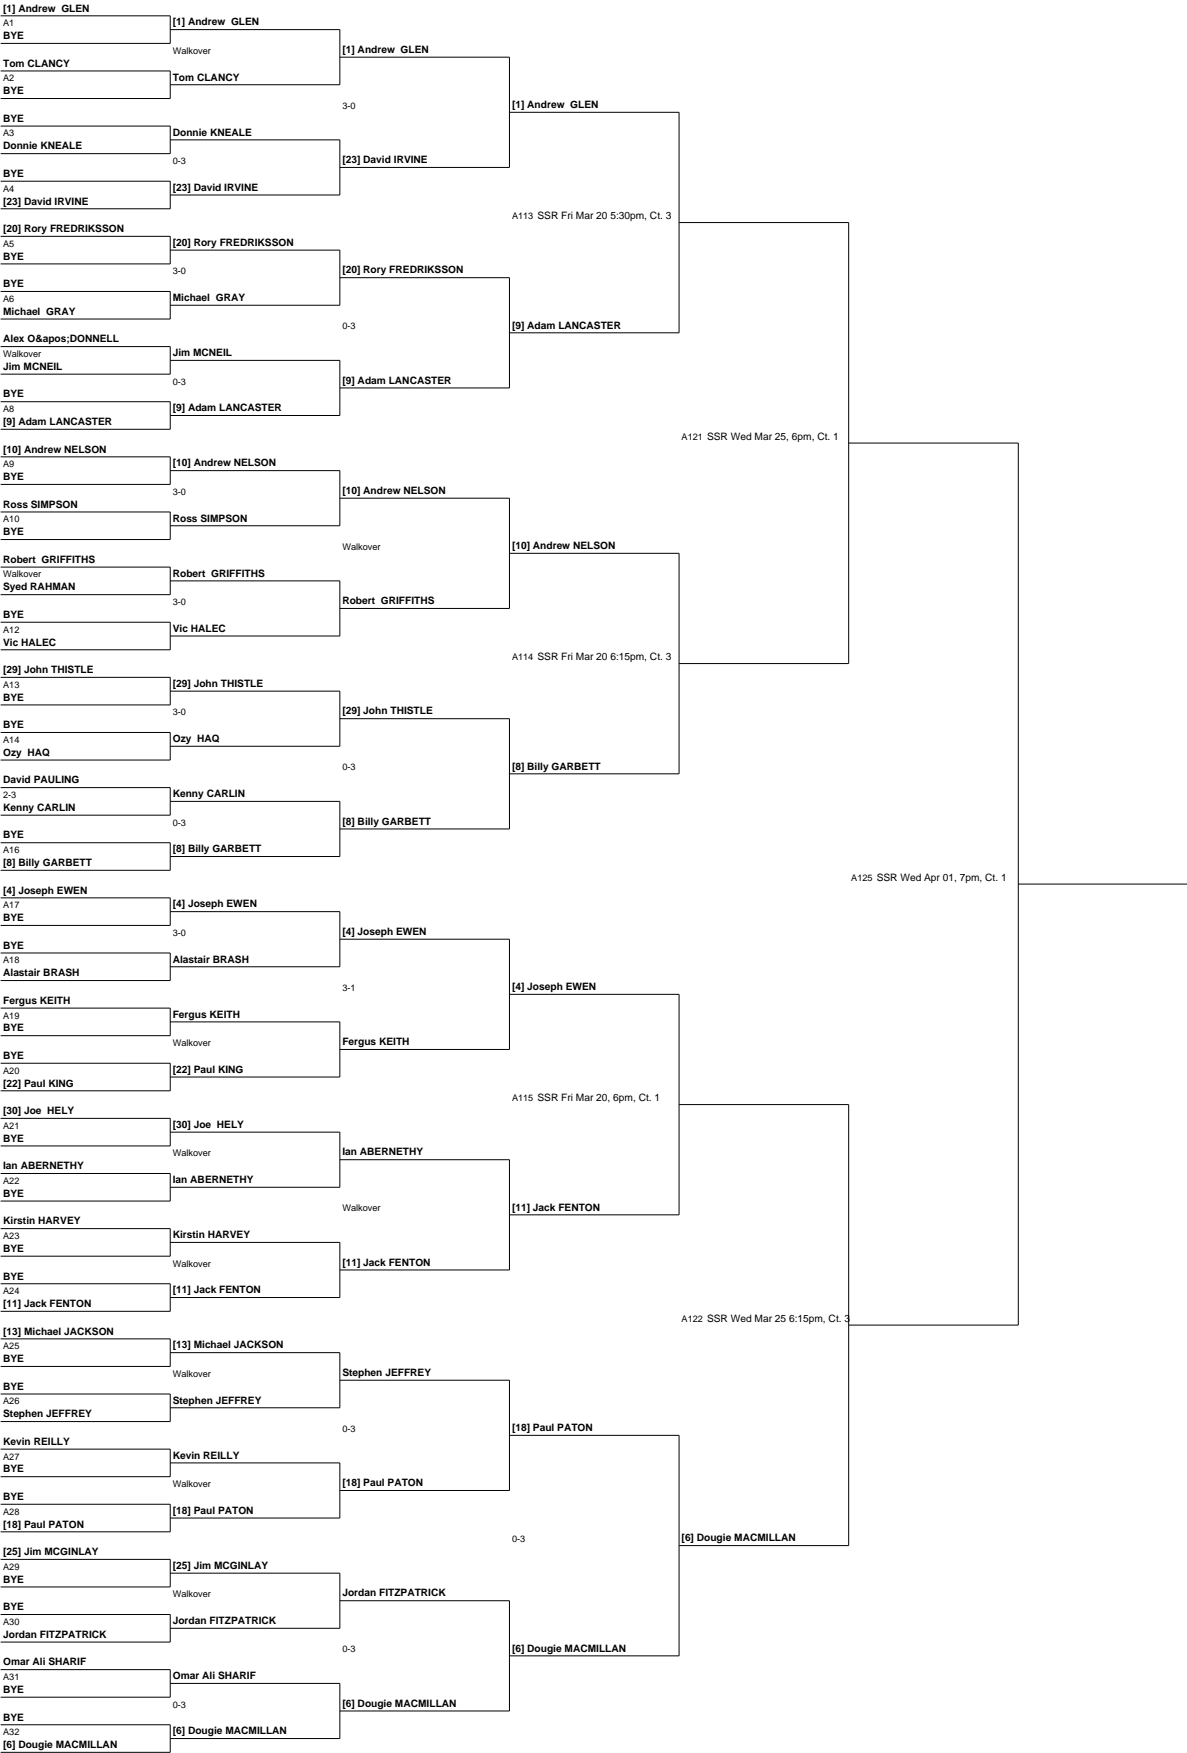 [1] Andrew  GLEN
A1
BYE
Tom CLANCY
A2
BYE
BYE
A3
Donnie KNEALE
BYE
A4
[23] David IRVINE
[20] Rory FREDRIKSSON
A5
BYE
BYE
A6
Michael  GRAY
Alex O&apos;DONNELL
Walkover
Jim MCNEIL
BYE
A8
[9] Adam LANCASTER
[10] Andrew NELSON
A9
BYE
Ross SIMPSON
A10
BYE
Robert  GRIFFITHS
Walkover
Syed RAHMAN
BYE
A12
Vic HALEC
[29] John THISTLE
A13
BYE
BYE
A14
Ozy  HAQ
David PAULING
2-3
Kenny CARLIN
BYE
A16
[8] Billy GARBETT
[4] Joseph EWEN
A17
BYE
BYE
A18
Alastair BRASH
Fergus KEITH
A19
BYE
BYE
A20
[22] Paul KING
[30] Joe  HELY
A21
BYE
Ian ABERNETHY
A22
BYE
Kirstin HARVEY
A23
BYE
BYE
A24
[11] Jack FENTON
[13] Michael JACKSON
A25
BYE
BYE
A26
Stephen JEFFREY
Kevin REILLY
A27
BYE
BYE
A28
[18] Paul PATON
[25] Jim MCGINLAY
A29
BYE
BYE
A30
Jordan FITZPATRICK
Omar Ali SHARIF
A31
BYE
BYE
A32
[6] Dougie MACMILLAN
[1] Andrew  GLEN
Walkover
Tom CLANCY
Donnie KNEALE
0-3
[23] David IRVINE
[20] Rory FREDRIKSSON
3-0
Michael  GRAY
Jim MCNEIL
0-3
[9] Adam LANCASTER
[10] Andrew NELSON
3-0
Ross SIMPSON
Robert  GRIFFITHS
3-0
Vic HALEC
[29] John THISTLE
3-0
Ozy  HAQ
Kenny CARLIN
0-3
[8] Billy GARBETT
[4] Joseph EWEN
3-0
Alastair BRASH
Fergus KEITH
Walkover
[22] Paul KING
[30] Joe  HELY
Walkover
Ian ABERNETHY
Kirstin HARVEY
Walkover
[11] Jack FENTON
[13] Michael JACKSON
Walkover
Stephen JEFFREY
Kevin REILLY
Walkover
[18] Paul PATON
[25] Jim MCGINLAY
Walkover
Jordan FITZPATRICK
Omar Ali SHARIF
0-3
[6] Dougie MACMILLAN
[1] Andrew  GLEN
3-0
[23] David IRVINE
[20] Rory FREDRIKSSON
0-3
[9] Adam LANCASTER
[10] Andrew NELSON
Walkover
Robert  GRIFFITHS
[29] John THISTLE
0-3
[8] Billy GARBETT
[4] Joseph EWEN
3-1
Fergus KEITH
Ian ABERNETHY
Walkover
[11] Jack FENTON
Stephen JEFFREY
0-3
[18] Paul PATON
Jordan FITZPATRICK
0-3
[6] Dougie MACMILLAN
[1] Andrew  GLEN
A113 SSR Fri Mar 20 5:30pm, Ct. 3
[9] Adam LANCASTER
[10] Andrew NELSON
A114 SSR Fri Mar 20 6:15pm, Ct. 3
[8] Billy GARBETT
[4] Joseph EWEN
A115 SSR Fri Mar 20, 6pm, Ct. 1
[11] Jack FENTON
[18] Paul PATON
0-3
[6] Dougie MACMILLAN
A121 SSR Wed Mar 25, 6pm, Ct. 1
A122 SSR Wed Mar 25 6:15pm, Ct. 3
[6] Dougie MACMILLAN
A125 SSR Wed Apr 01, 7pm, Ct. 1